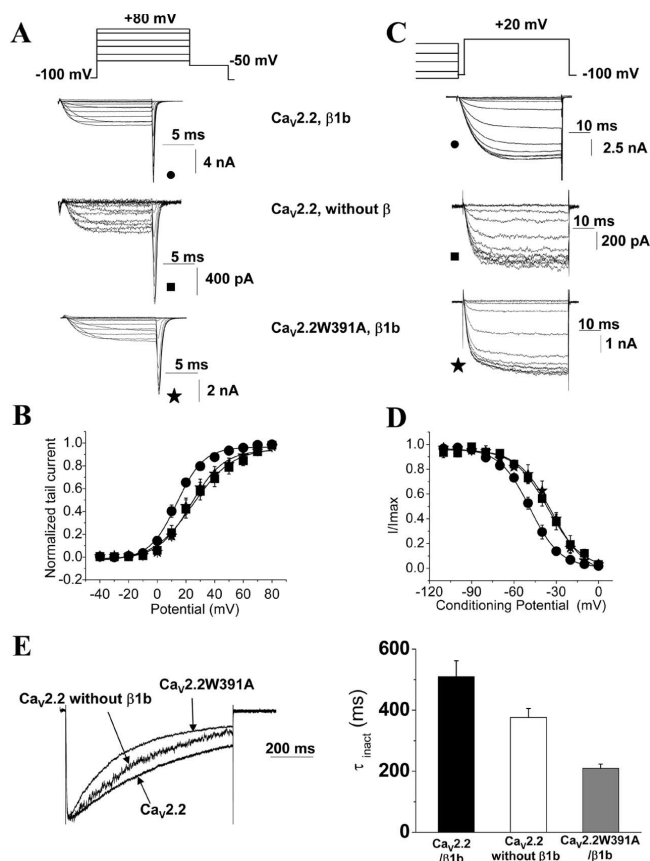 A
+80 mV
-50 mV
-100 mV
5 ms
4 nA
CaV2.2, β1b
5 ms
400 pA
CaV2.2, without β
5 ms
2 nA
CaV2.2W391A, β1b
C
+20 mV
-100 mV
10 ms
2.5 nA
10 ms
200 pA
10 ms
1 nA
B
Normalized tail current
1.0
0.8
0.6
0.4
0.2
0.0
-0.2
-40 -20 0 20 40 60 80
Potential (mV)
D
I/Imax
1.0
0.8
0.6
0.4
0.2
0.0
-120 -90 -60 -30 0
Conditioning Potential (mV)
E
CaV2.2W391A
CaV2.2 without β1b
CaV2.2
200 ms
τ inact (ms)
600
400
200
0
CaV2.2
/β1b
CaV2.2
without β1b
CaV2.2W391A
/β1b